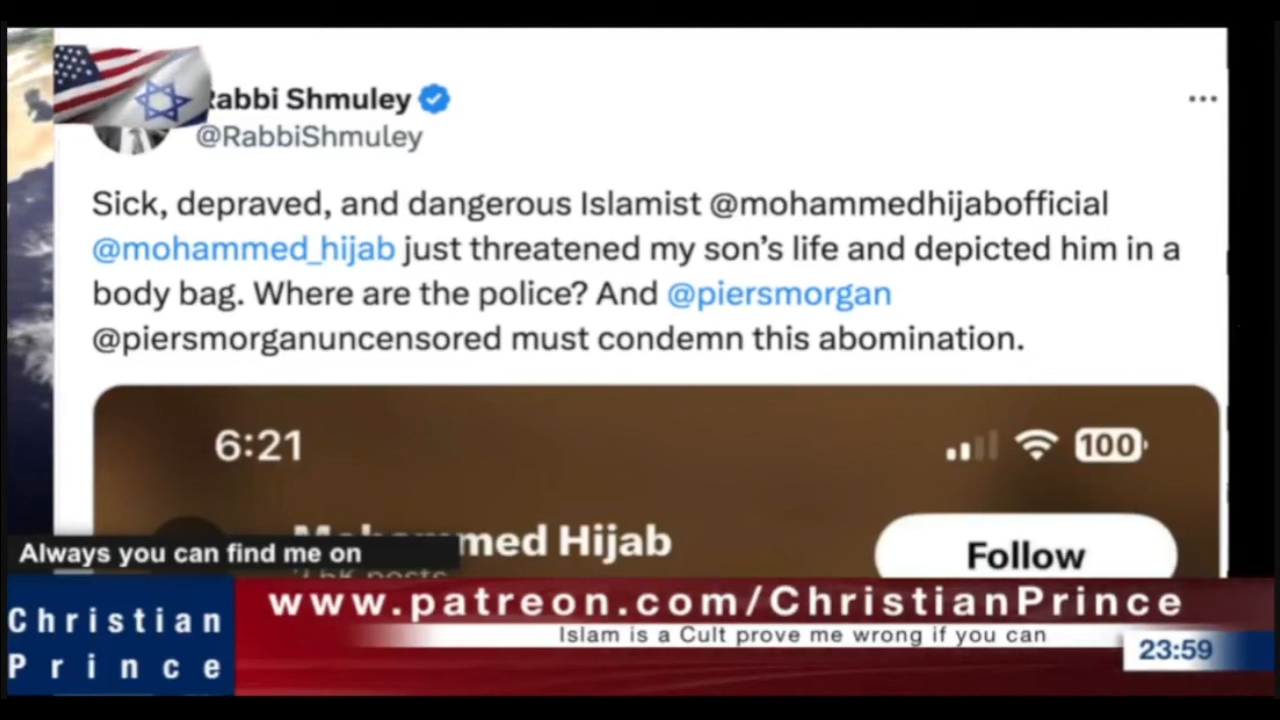 Rabbi Shmuley
@RabbiShmuley
Sick, depraved, and dangerous Islamist @mohammedhijabofficial
@mohammed_hijab just threatened my son’s life and depicted him in a
body bag. Where are the police? And @piersmorgan
@piersmorganuncensored must condemn this abomination.
6:21
100
Mohammed Hijab
posts
Follow
Always you can find me on
www.patreon.com/ChristianPrince
Christian
Prince
Islam is a Cult prove me wrong if you can
23:59